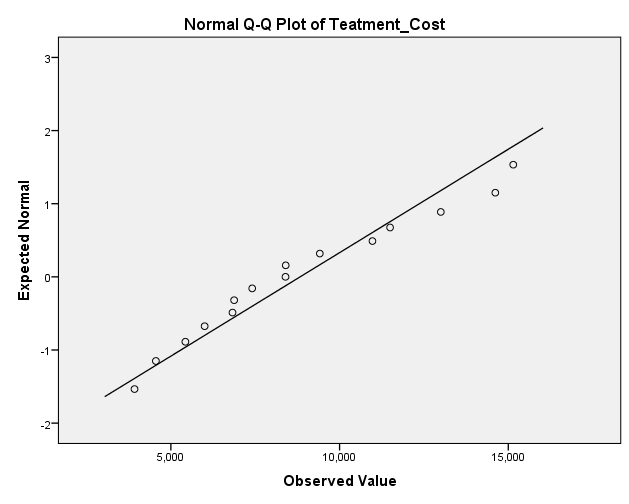 Normal Q-Q Plot of Teatment_Cost
3
2
1
0
-1
-2
Expected Normal
5,000 10,000 15,000
Observed Value